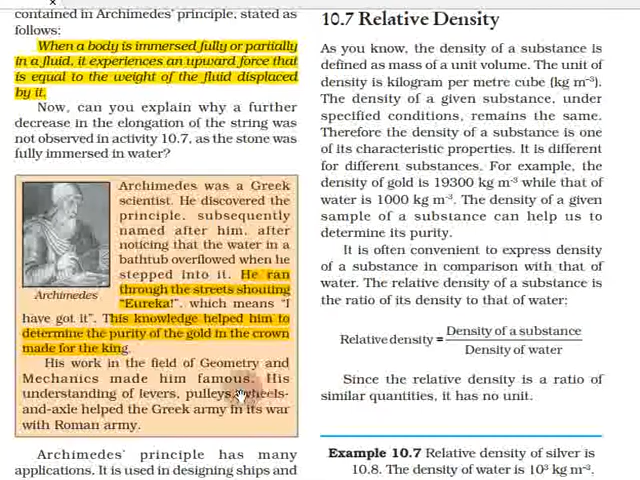 contained in Archimedes' principle, stated as
follows:
When a body is immersed fully or partially
in a fluid, it experiences an upward force that
is equal to the weight of the fluid displaced
by it.
Now, can you explain why a further
decrease in the elongation of the string was
not observed in activity 10.7, as the stone was
fully immersed in water?
Archimedes was a Greek
scientist. He discovered the
principle, subsequently
named after him, after
noticing that the water in a
bathtub overflowed when he
stepped into it. He ran
through the streets shouting
"Eureka!", which means "I
have got it". This knowledge helped him to
determine the purity of the gold in the crown
made for the king.
Archimedes
His work in the field of Geometry and
Mechanics made him famous. His
understanding of levers, pulleys, wheels-
and-axle helped the Greek army in its war
with Roman army.
Archimedes' principle has many
applications. It is used in designing ships and
10.7 Relative Density
As you know, the density of a substance is
defined as mass of a unit volume. The unit of
density is kilogram per metre cube (kg m⁻³).
The density of a given substance, under
specified conditions, remains the same.
Therefore the density of a substance is one
of its characteristic properties. It is different
for different substances. For example, the
density of gold is 19300 kg m⁻³ while that of
water is 1000 kg m⁻³. The density of a given
sample of a substance can help us to
determine its purity.
It is often convenient to express density
of a substance in comparison with that of
water. The relative density of a substance is
the ratio of its density to that of water:
Relative density = Density of a substance
Density of water
Since the relative density is a ratio of
similar quantities, it has no unit.
Example 10.7 Relative density of silver is
10.8. The density of water is 10³ kg m⁻³.